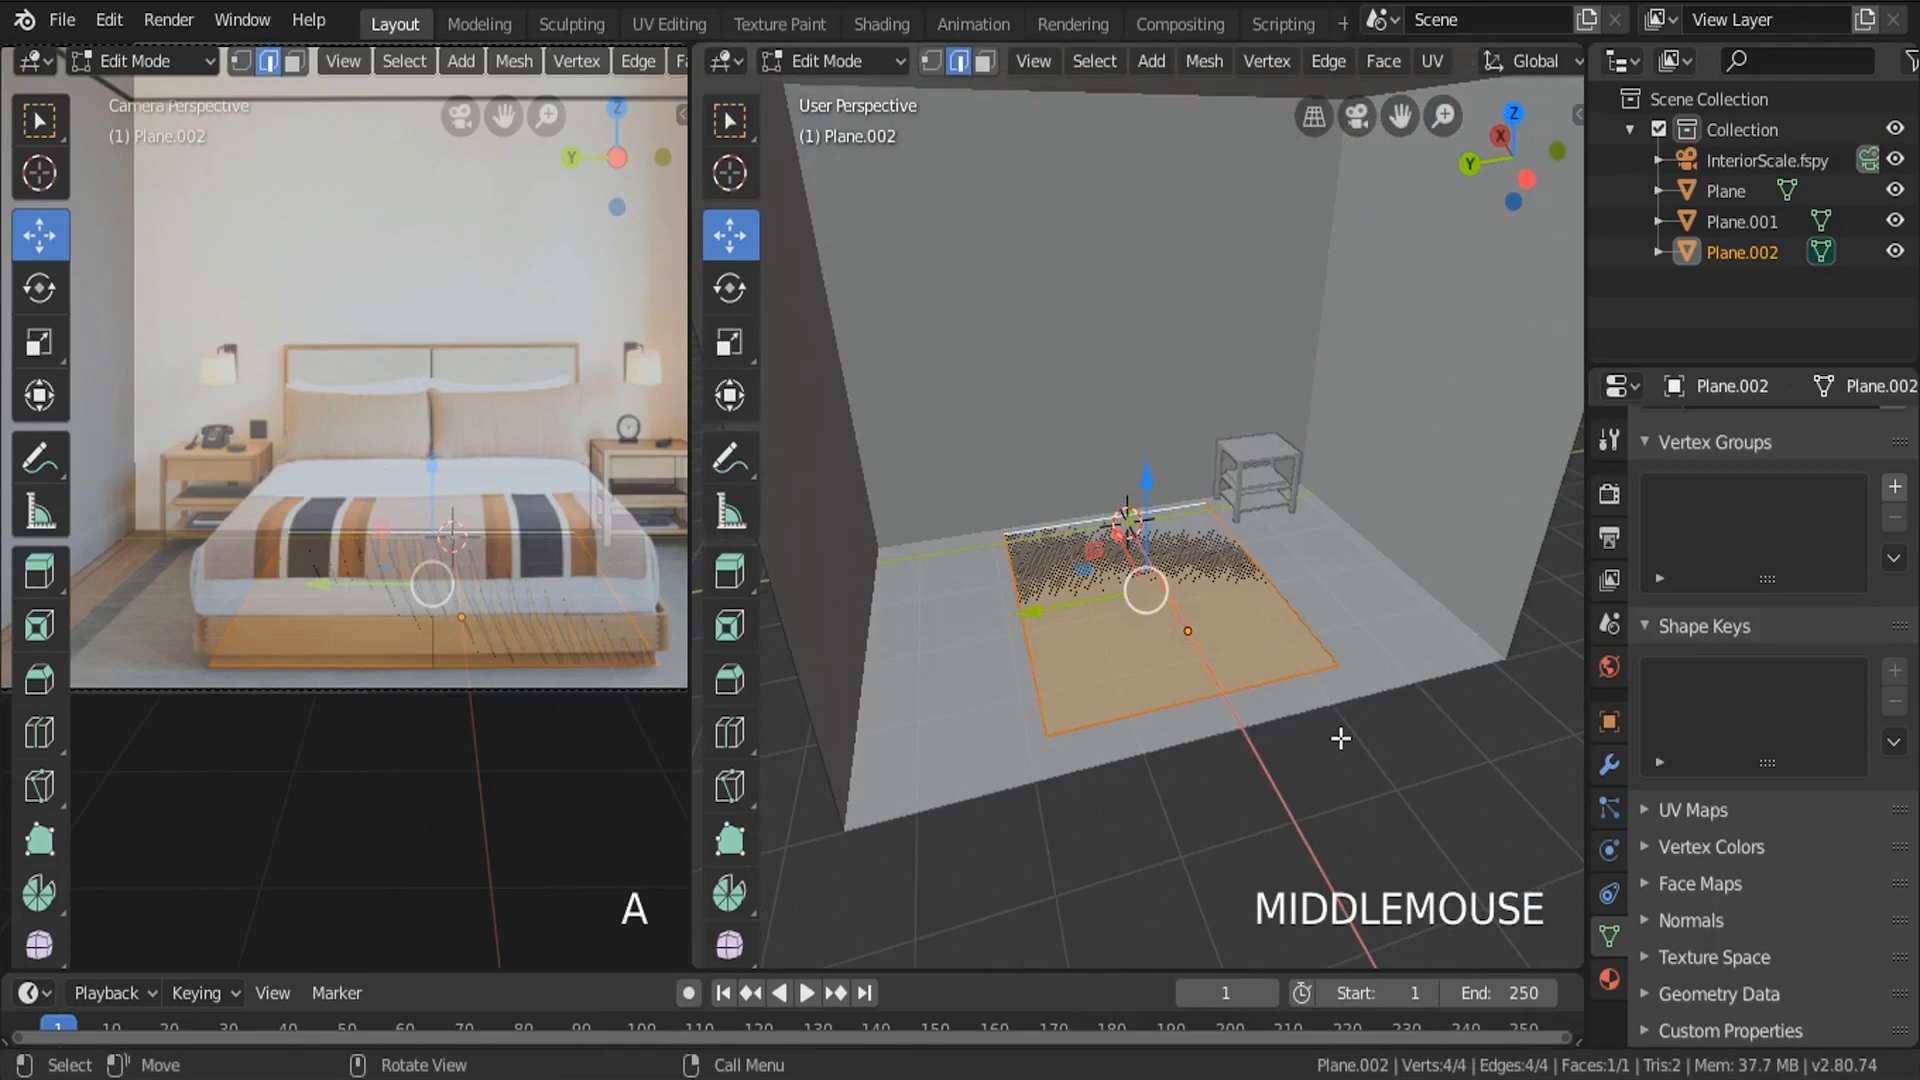 File Edit Render Window Help Layout Modeling Sculpting UV Editing Texture Paint Shading Animation Rendering Compositing Scripting + Scene View Layer
Edit Mode View Select Add Mesh Vertex Edge
Edit Mode View Select Add Mesh Vertex Edge Face UV Global
Camera Perspective
(1) Plane.002
Z
Y
User Perspective
(1) Plane.002
Z
X
Y
Scene Collection
Collection
InteriorScale.fspy
Plane
Plane.001
Plane.002
Plane.002 Plane.002
Vertex Groups
Shape Keys
UV Maps
Vertex Colors
Face Maps
Normals
Texture Space
Geometry Data
Custom Properties
A
MIDDLEMOUSE
Playback Keying View Marker 1 Start: 1 End: 250
1 10 20 30 40 50 60 70 80 90 100 110 120 130 140 150 160 170 180 190 200 210 220 230 240 250
Select Move Rotate View Call Menu Plane.002 | Verts:4/4 | Edges:4/4 | Faces:1/1 | Tris:2 | Mem: 37.7 MB | v2.80.74